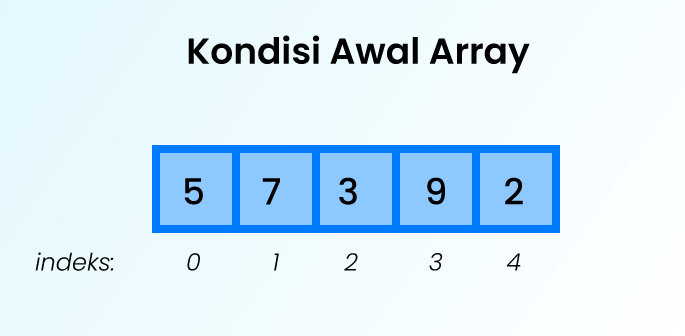 Kondisi Awal Array
5 7 3 9 2
indeks: 0 1 2 3 4